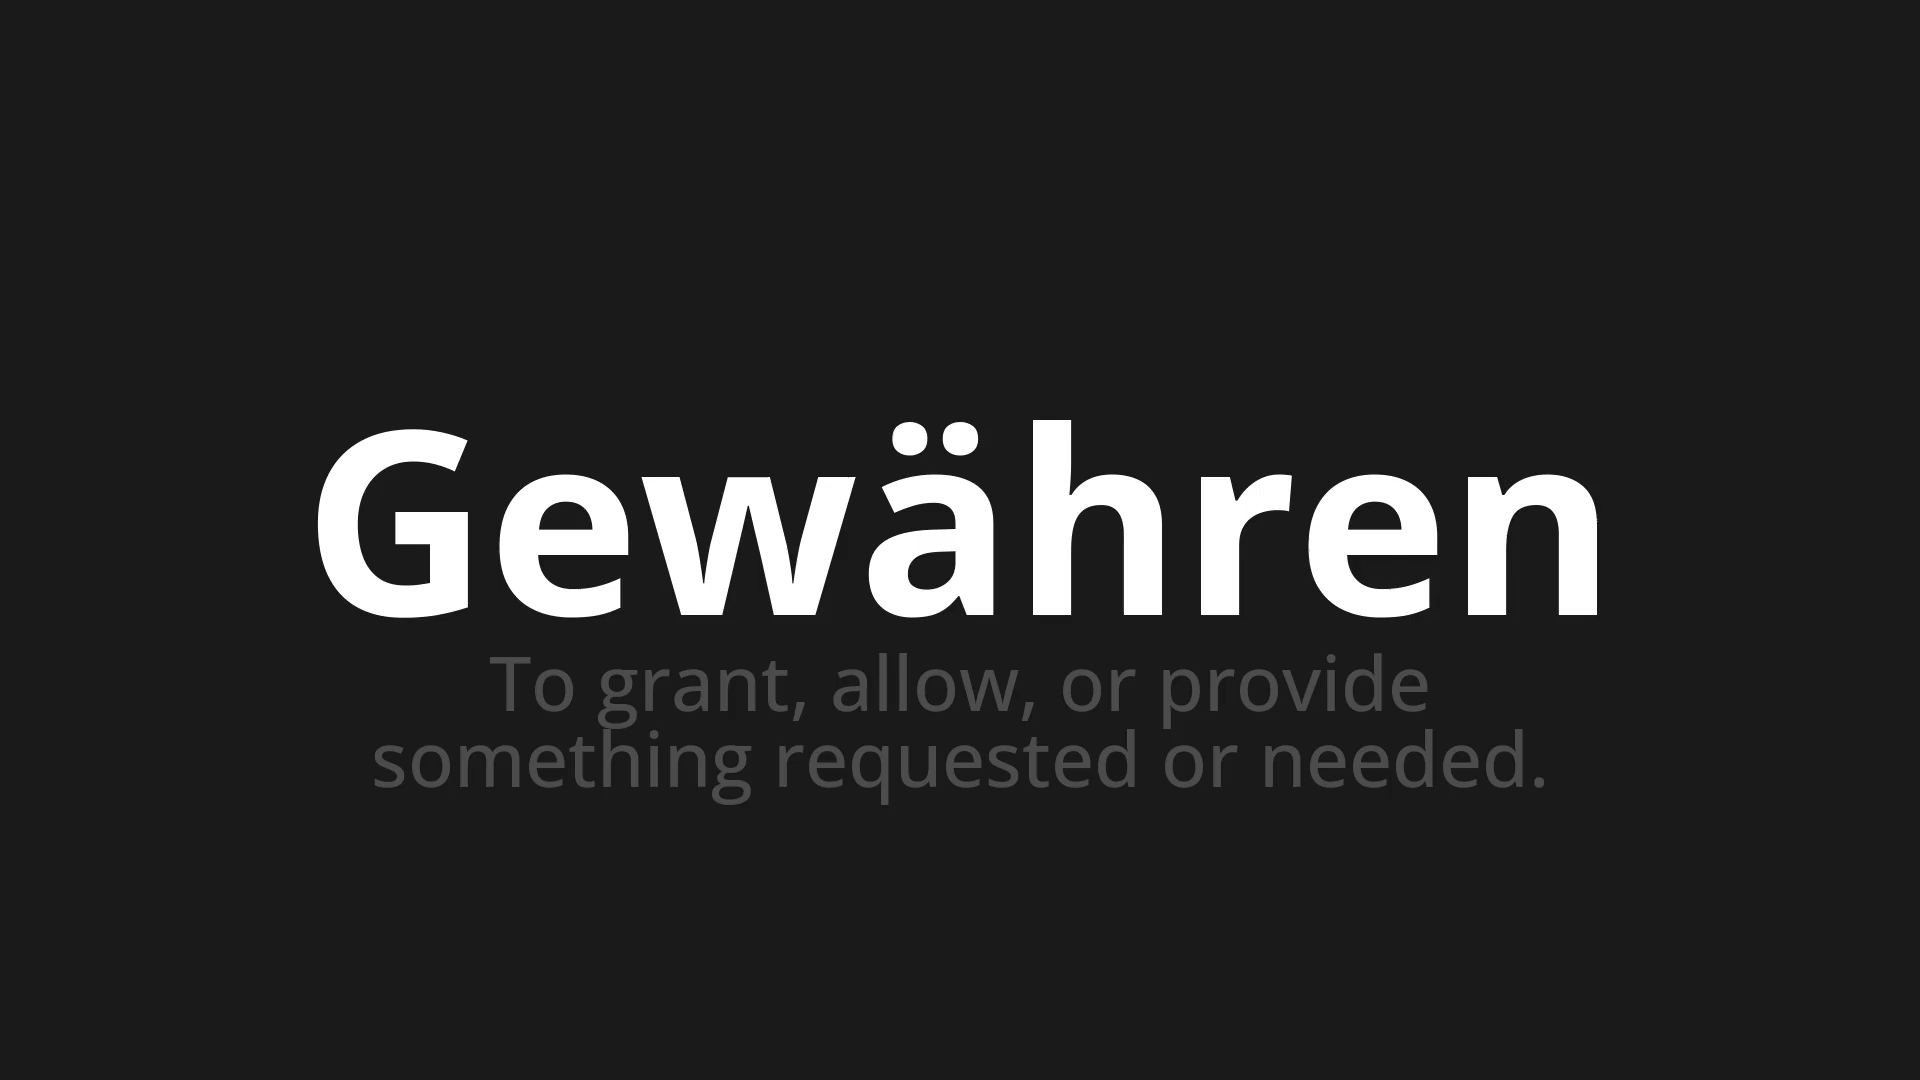 Gewähren
To grant, allow, or provide
something requested or needed.